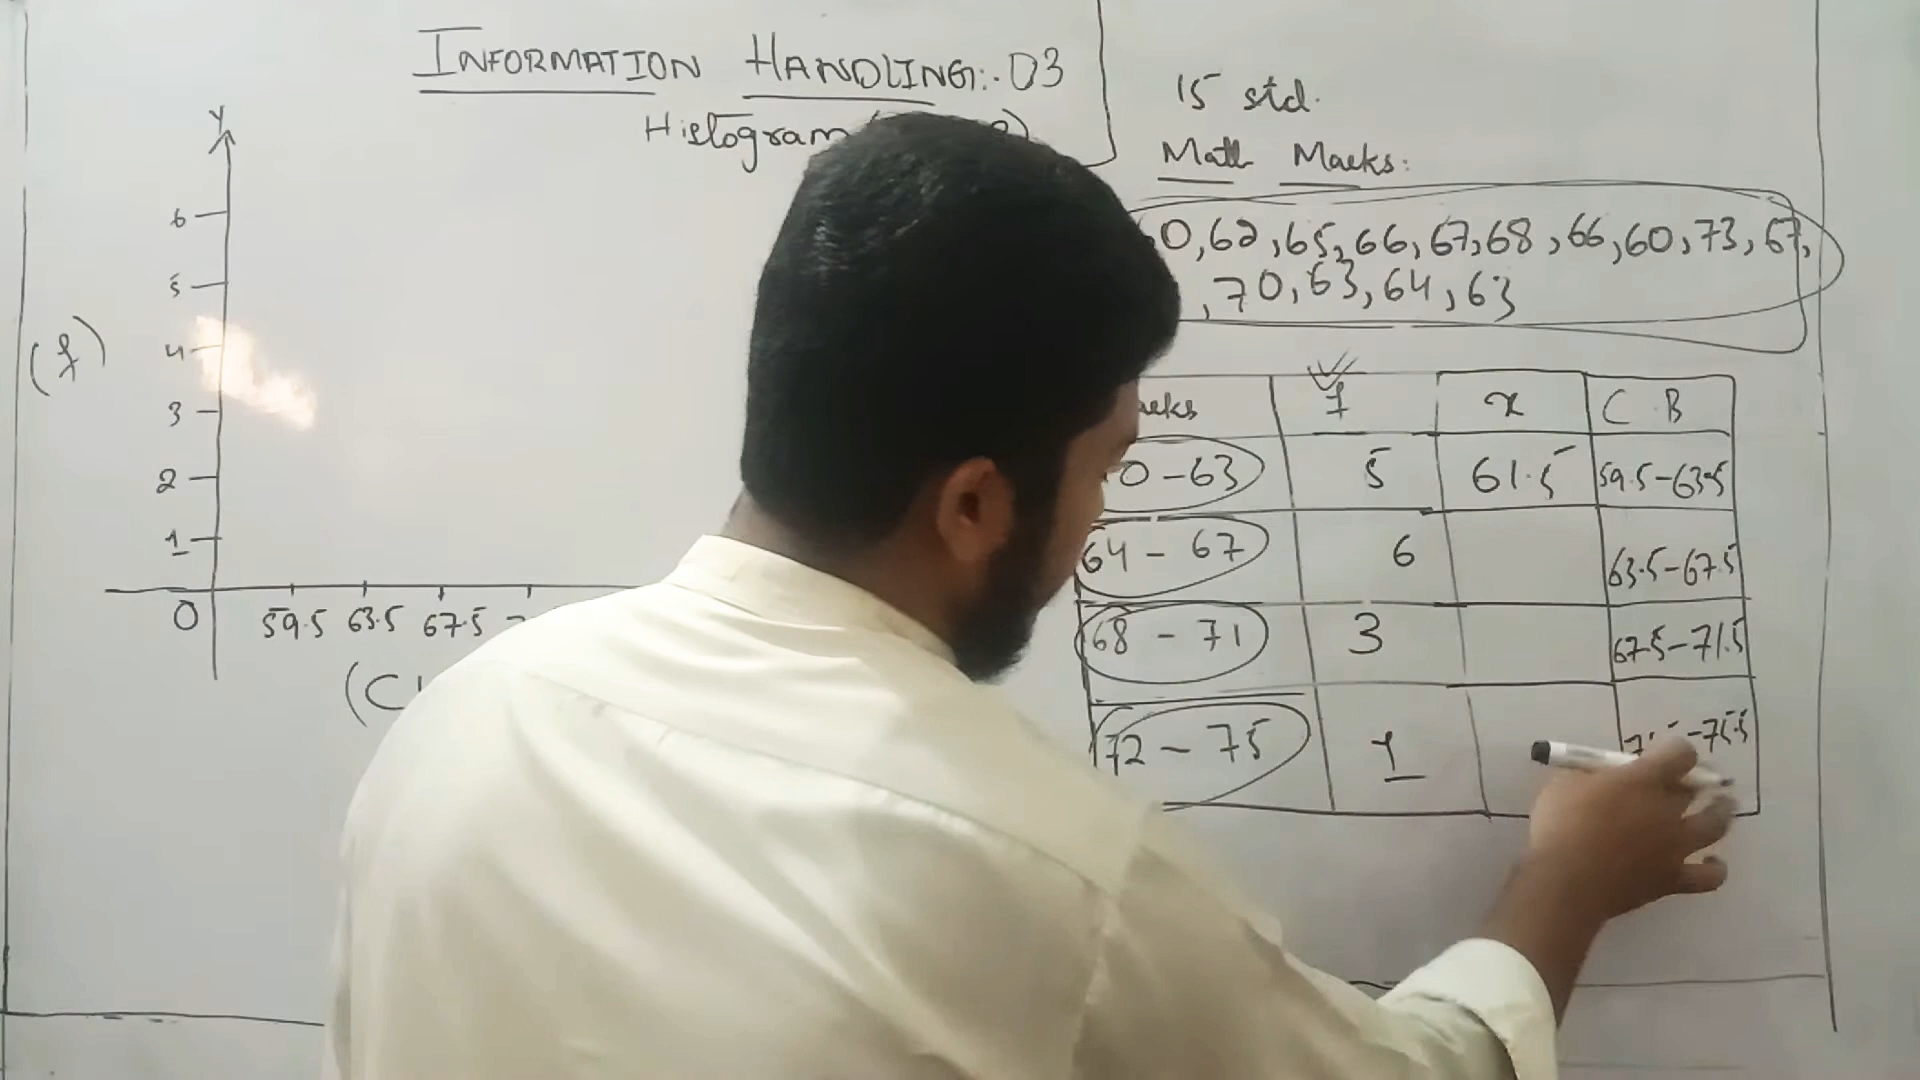 INFORMATION HANDLING:. 03
Histogram
15 std.
Math Marks:
0,62,65,66,67,68,66,60,73,67,
,70,63,64,63
y
6
5
4
3
2
1
(f)
0 59.5 63.5 67.5
f x C B
0-63 5 61.5 59.5-63.5
64-67 6 63.5-67.5
68-71 3 67.5-71.5
72-75 1 -75.5